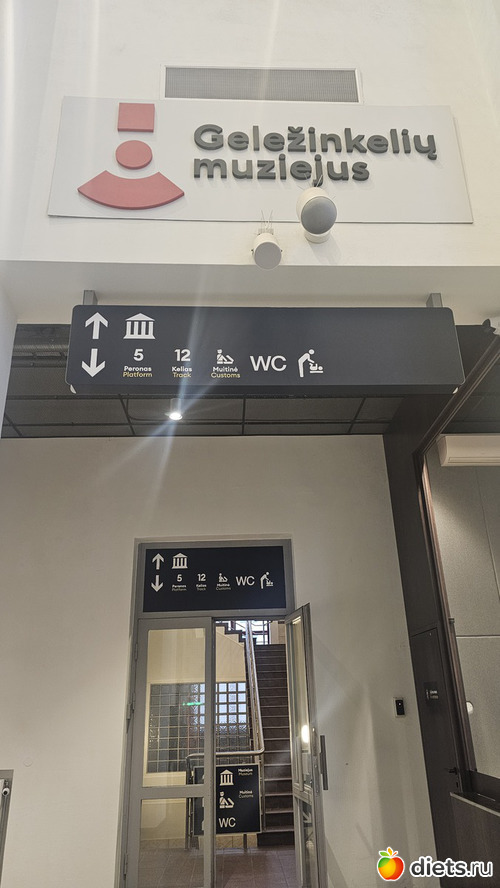 Geležinkelių
muziejus
5 12 WC
Peronas Kelias Muitinė
Platform Track Customs
5 12 WC
Peronas Kelias Muitinė
Platform Track Customs
Muziejus
Museum
Muitinė
Customs
WC
diets.ru